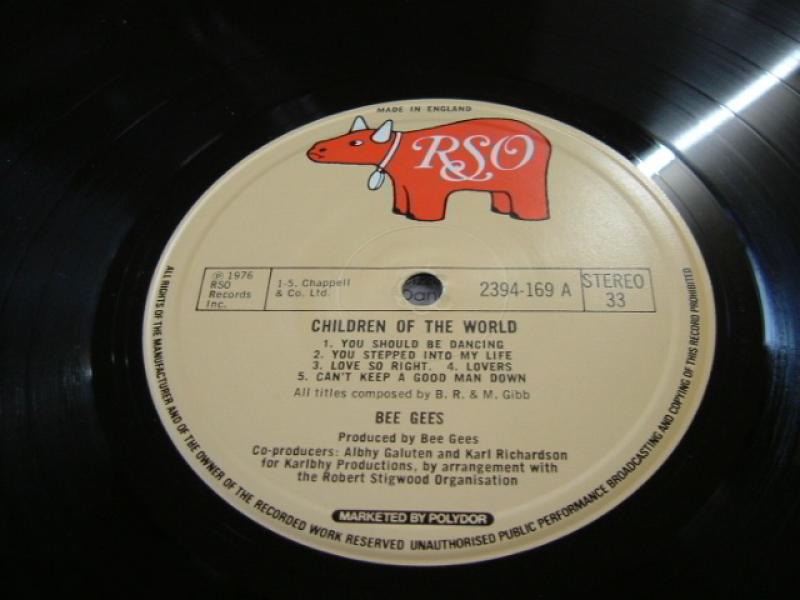 MADE IN ENGLAND
RSO
℗ 1976
RSO
Records
Inc.
1-5. Chappell
& Co. Ltd.
2394-169 A
STEREO
33
CHILDREN OF THE WORLD
1. YOU SHOULD BE DANCING
2. YOU STEPPED INTO MY LIFE
3. LOVE SO RIGHT. 4. LOVERS
5. CAN'T KEEP A GOOD MAN DOWN
All titles composed by B. R. & M. Gibb
BEE GEES
Produced by Bee Gees
Co-producers: Albhy Galuten and Karl Richardson
for Karlbhy Productions, by arrangement with
the Robert Stigwood Organisation
MARKETED BY POLYDOR
ALL RIGHTS OF THE MANUFACTURER AND OF THE OWNER OF THE RECORDED WORK RESERVED UNAUTHORISED PUBLIC PERFORMANCE BROADCASTING AND COPYING OF THIS RECORD PROHIBITED